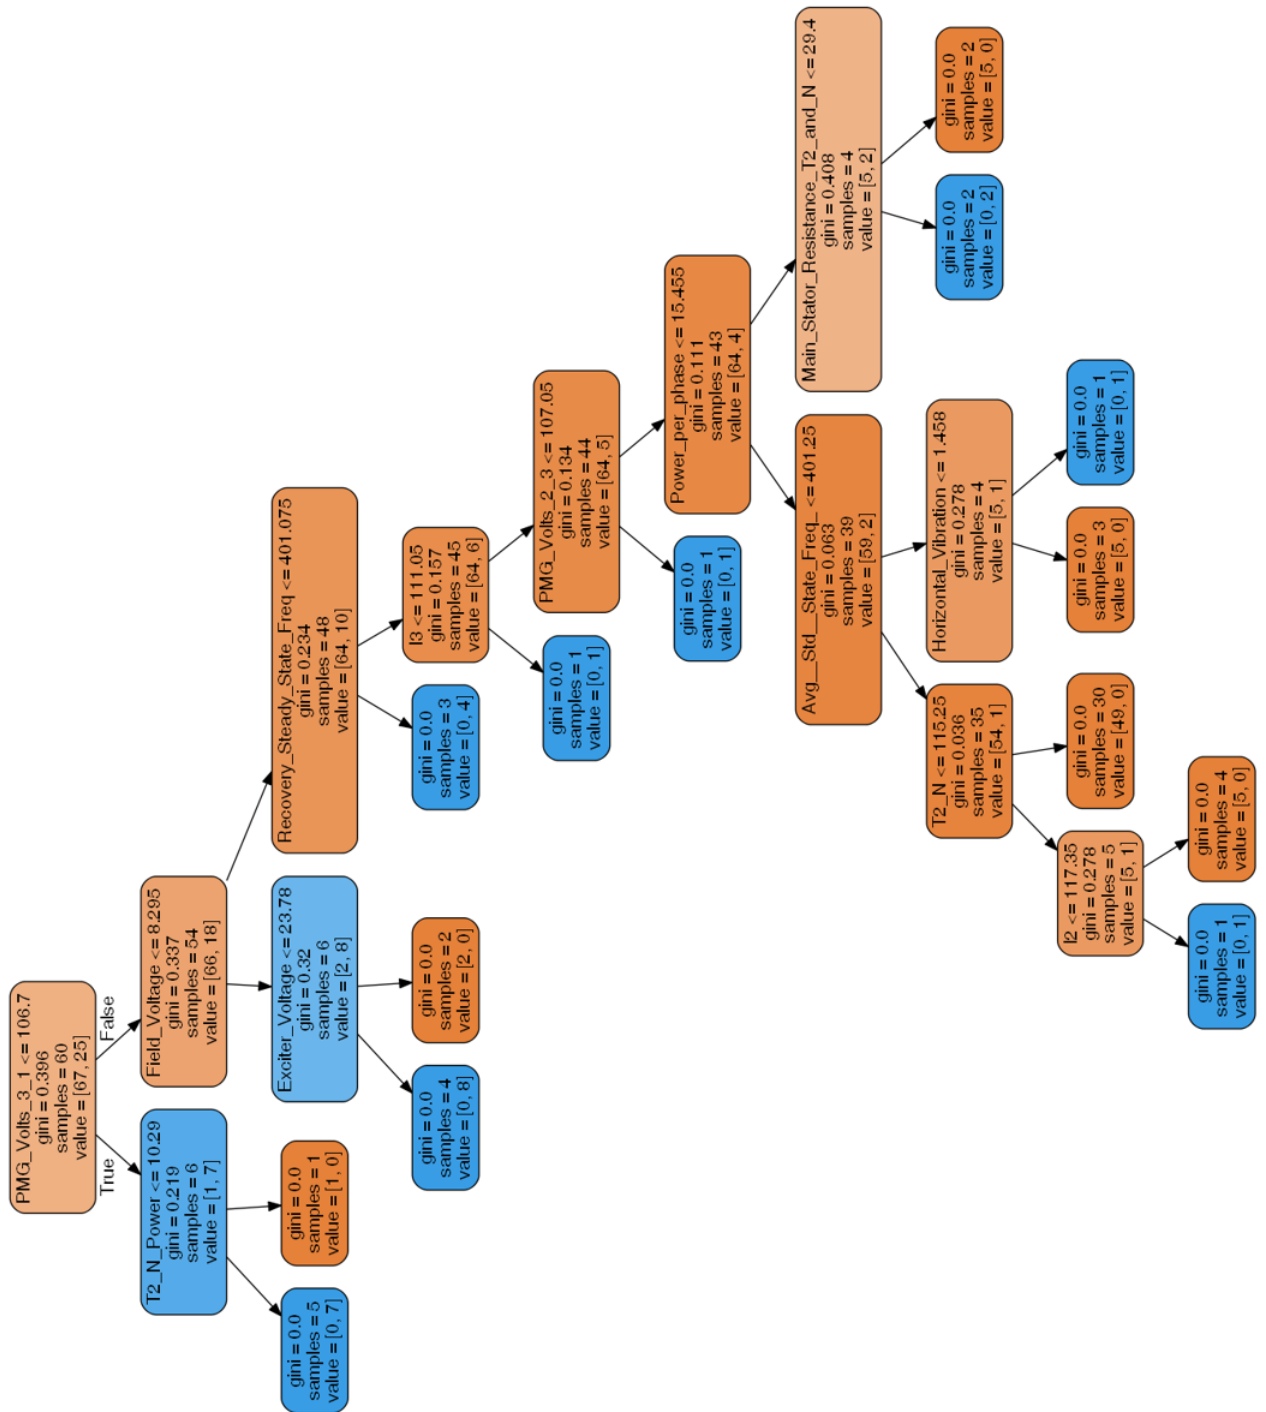 PMG_Volts_3_1 <= 106.7
gini = 0.396
samples = 60
value = [67, 25]
True
False
T2_N_Power <= 10.29
gini = 0.219
samples = 6
value = [1, 7]
Field_Voltage <= 8.295
gini = 0.337
samples = 54
value = [66, 18]
gini = 0.0
samples = 5
value = [0, 7]
gini = 0.0
samples = 1
value = [1, 0]
Exciter_Voltage <= 23.78
gini = 0.32
samples = 6
value = [2, 8]
Recovery_Steady_State_Freq <= 401.075
gini = 0.234
samples = 48
value = [64, 10]
gini = 0.0
samples = 4
value = [0, 8]
gini = 0.0
samples = 2
value = [2, 0]
gini = 0.0
samples = 3
value = [0, 4]
I3 <= 111.05
gini = 0.157
samples = 45
value = [64, 6]
gini = 0.0
samples = 1
value = [0, 1]
PMG_Volts_2_3 <= 107.05
gini = 0.134
samples = 44
value = [64, 5]
gini = 0.0
samples = 1
value = [0, 1]
Power_per_phase <= 15.455
gini = 0.111
samples = 43
value = [64, 4]
Avg__Std__State_Freq_ <= 401.25
gini = 0.063
samples = 39
value = [59, 2]
Main_Stator_Resistance_T2_and_N <= 29.4
gini = 0.408
samples = 4
value = [5, 2]
T2_N <= 115.25
gini = 0.036
samples = 35
value = [54, 1]
Horizontal_Vibration <= 1.458
gini = 0.278
samples = 4
value = [5, 1]
gini = 0.0
samples = 2
value = [0, 2]
gini = 0.0
samples = 2
value = [5, 0]
I2 <= 117.35
gini = 0.278
samples = 5
value = [5, 1]
gini = 0.0
samples = 30
value = [49, 0]
gini = 0.0
samples = 3
value = [5, 0]
gini = 0.0
samples = 1
value = [0, 1]
gini = 0.0
samples = 1
value = [0, 1]
gini = 0.0
samples = 4
value = [5, 0]